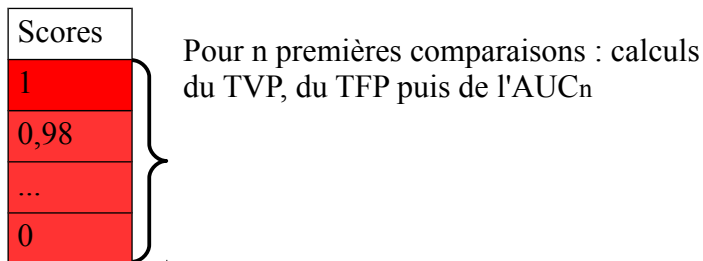 Scores
1
0,98
...
0
Pour n premières comparaisons : calculs
du TVP, du TFP puis de l'AUCn